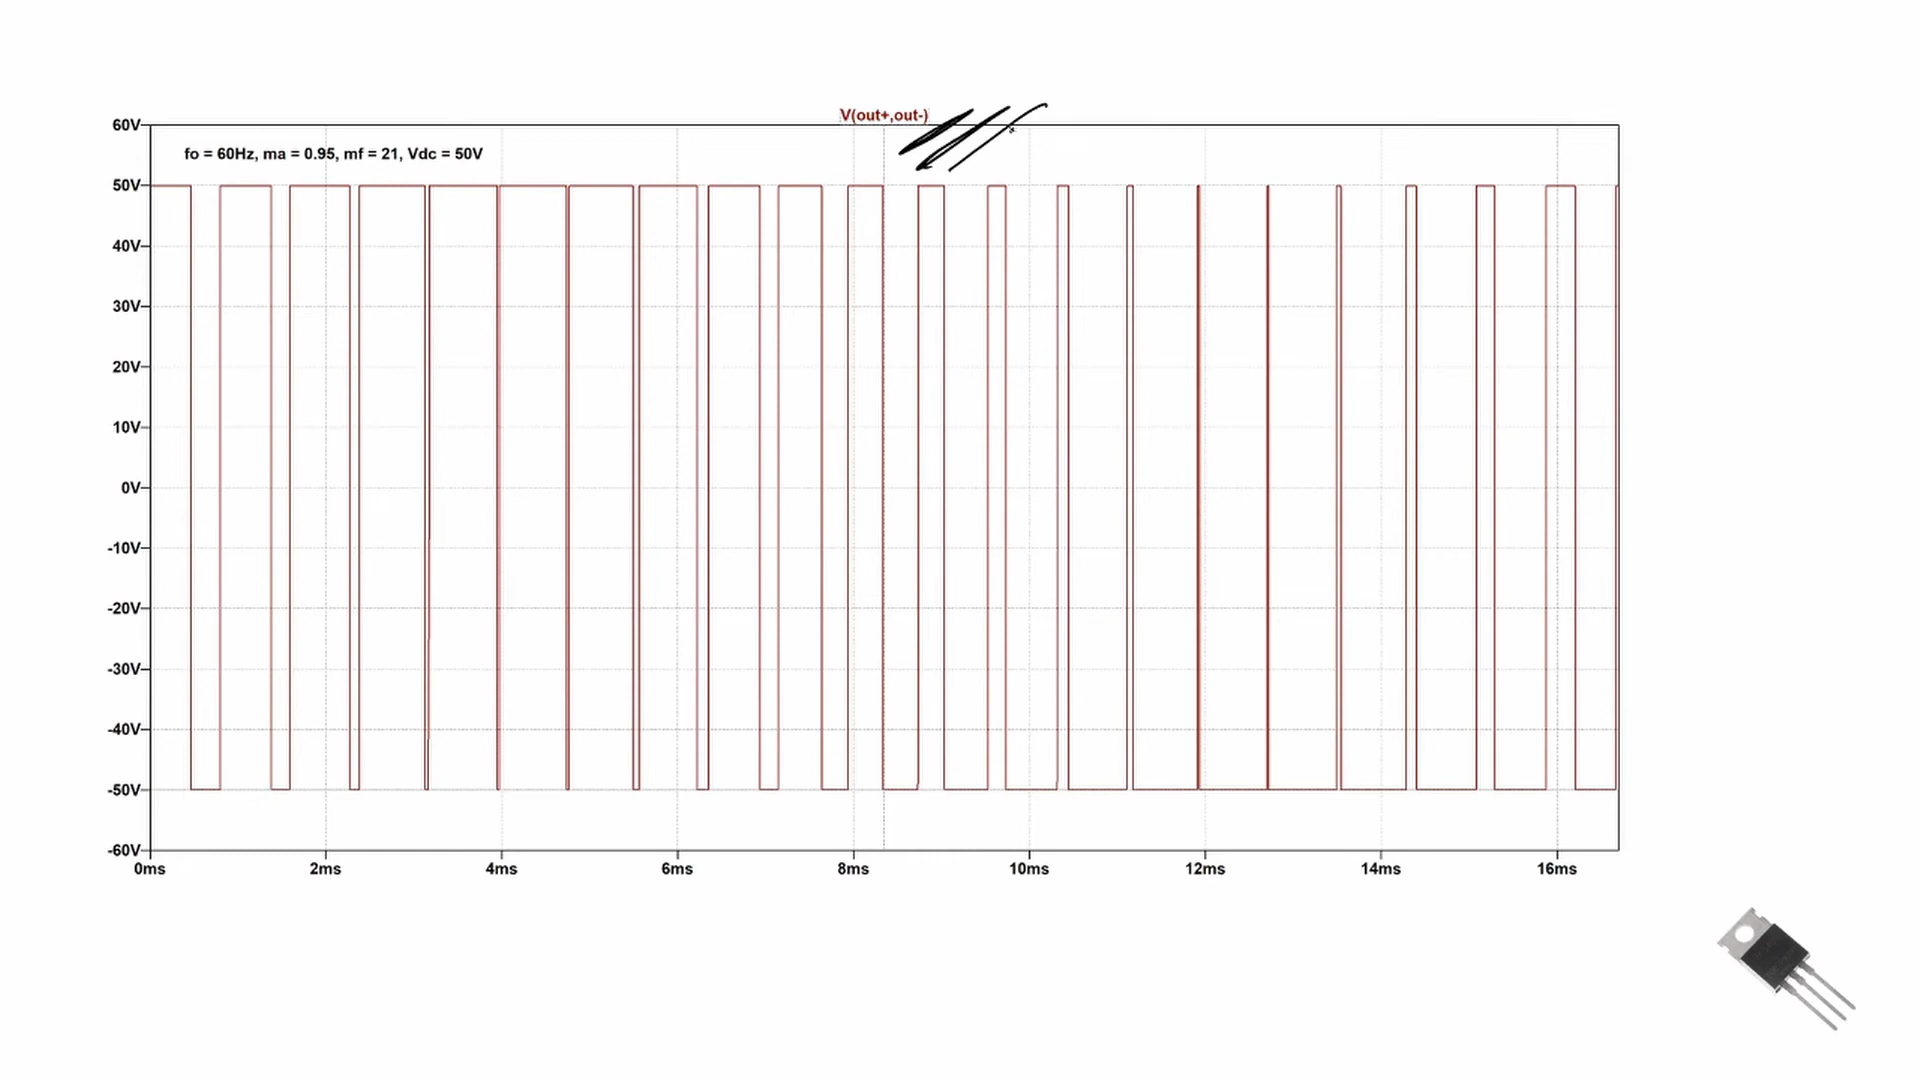 V(out+,out-)
60V
fo = 60Hz, ma = 0.95, mf = 21, Vdc = 50V
50V
40V
30V
20V
10V
0V
-10V
-20V
-30V
-40V
-50V
-60V
0ms 2ms 4ms 6ms 8ms 10ms 12ms 14ms 16ms